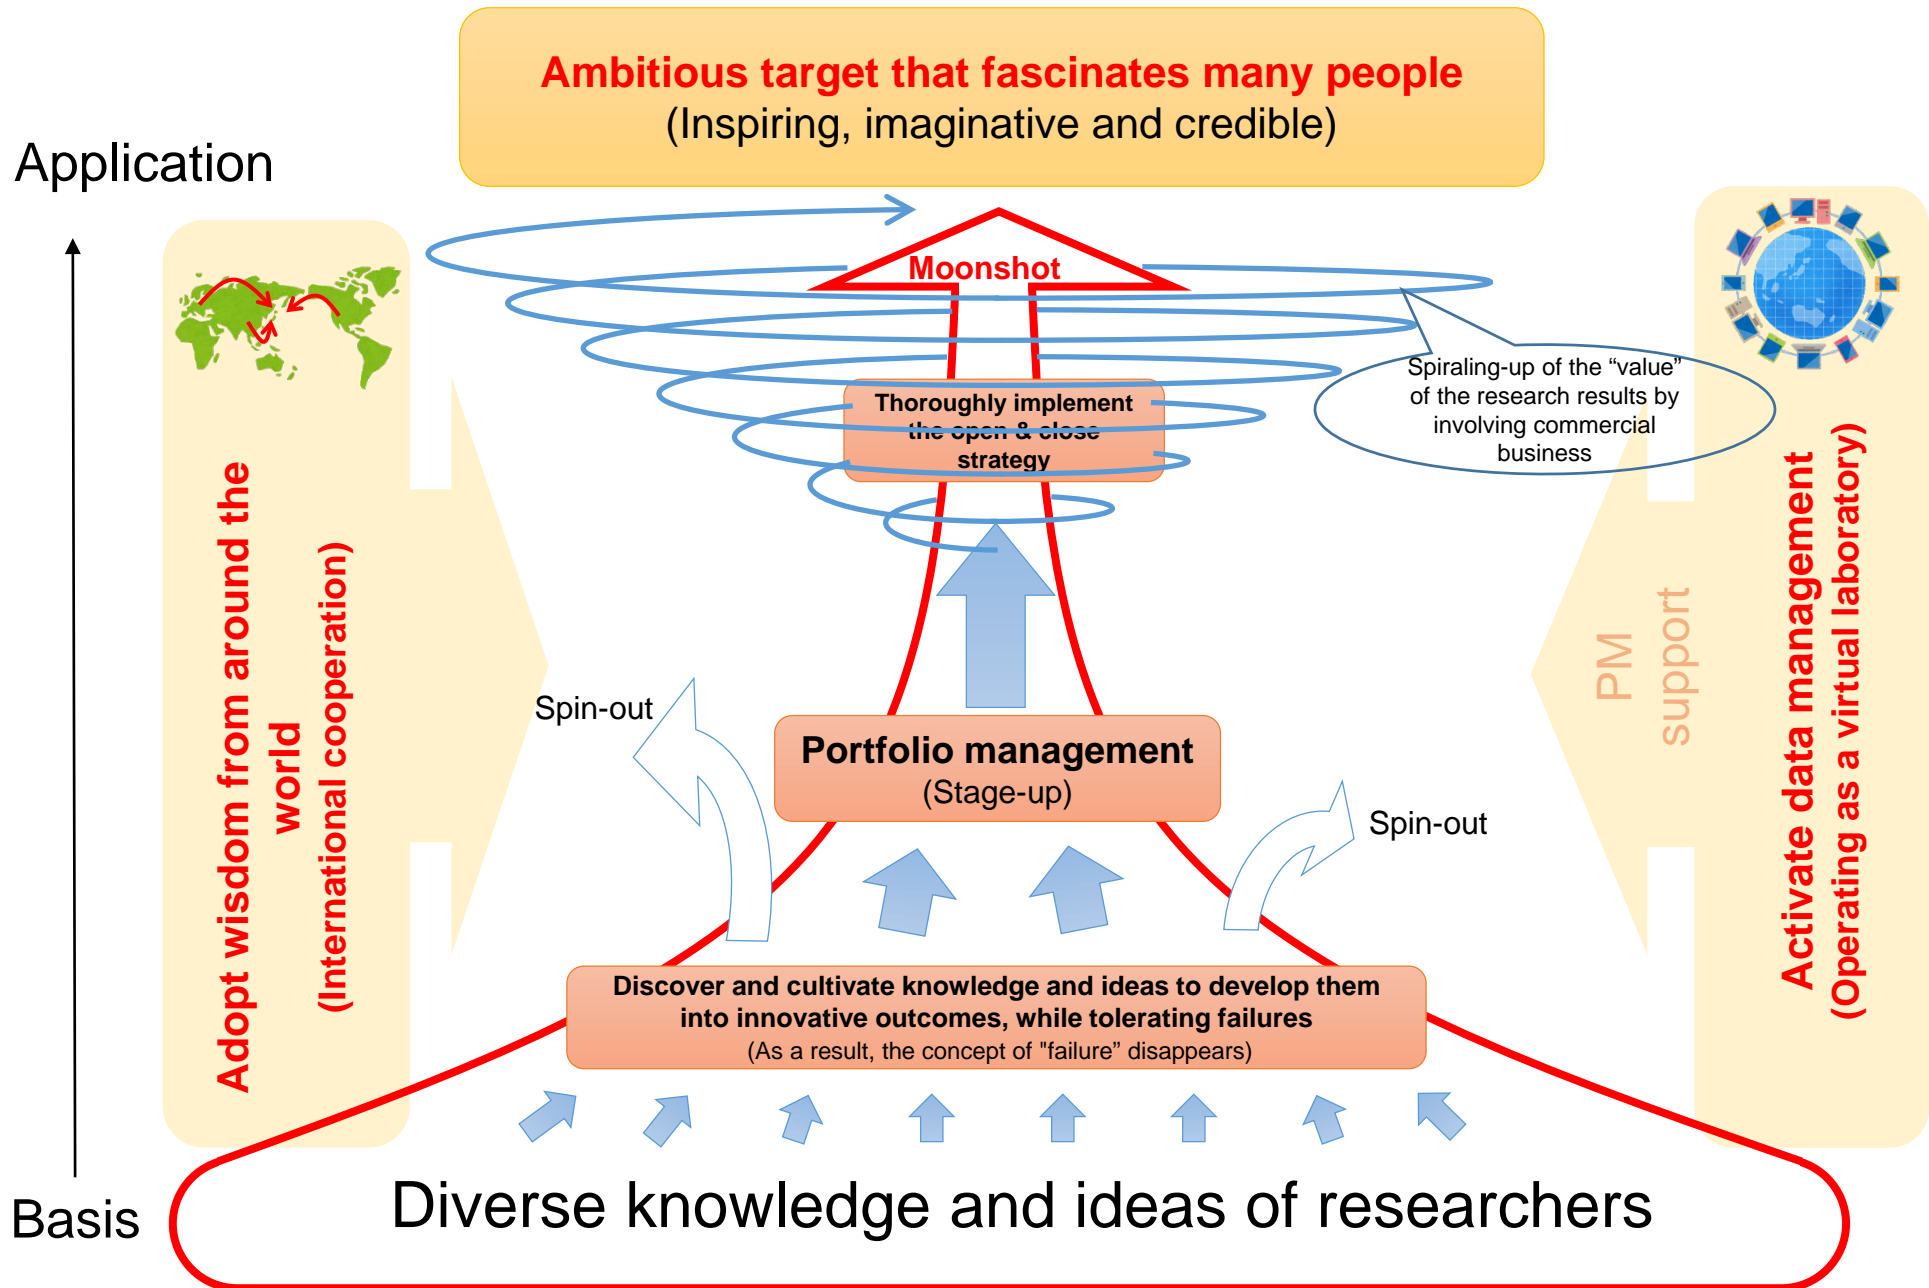 Ambitious target that fascinates many people
(Inspiring, imaginative and credible)
Application
Moonshot
Spiraling-up of the “value”
of the research results by
involving commercial
business
Thoroughly implement
the open & close
strategy
Adopt wisdom from around the
world
(International cooperation)
PM
support
Activate data management
(Operating as a virtual laboratory)
Spin-out
Portfolio management
(Stage-up)
Spin-out
Discover and cultivate knowledge and ideas to develop them
into innovative outcomes, while tolerating failures
(As a result, the concept of "failure” disappears)
Diverse knowledge and ideas of researchers
Basis